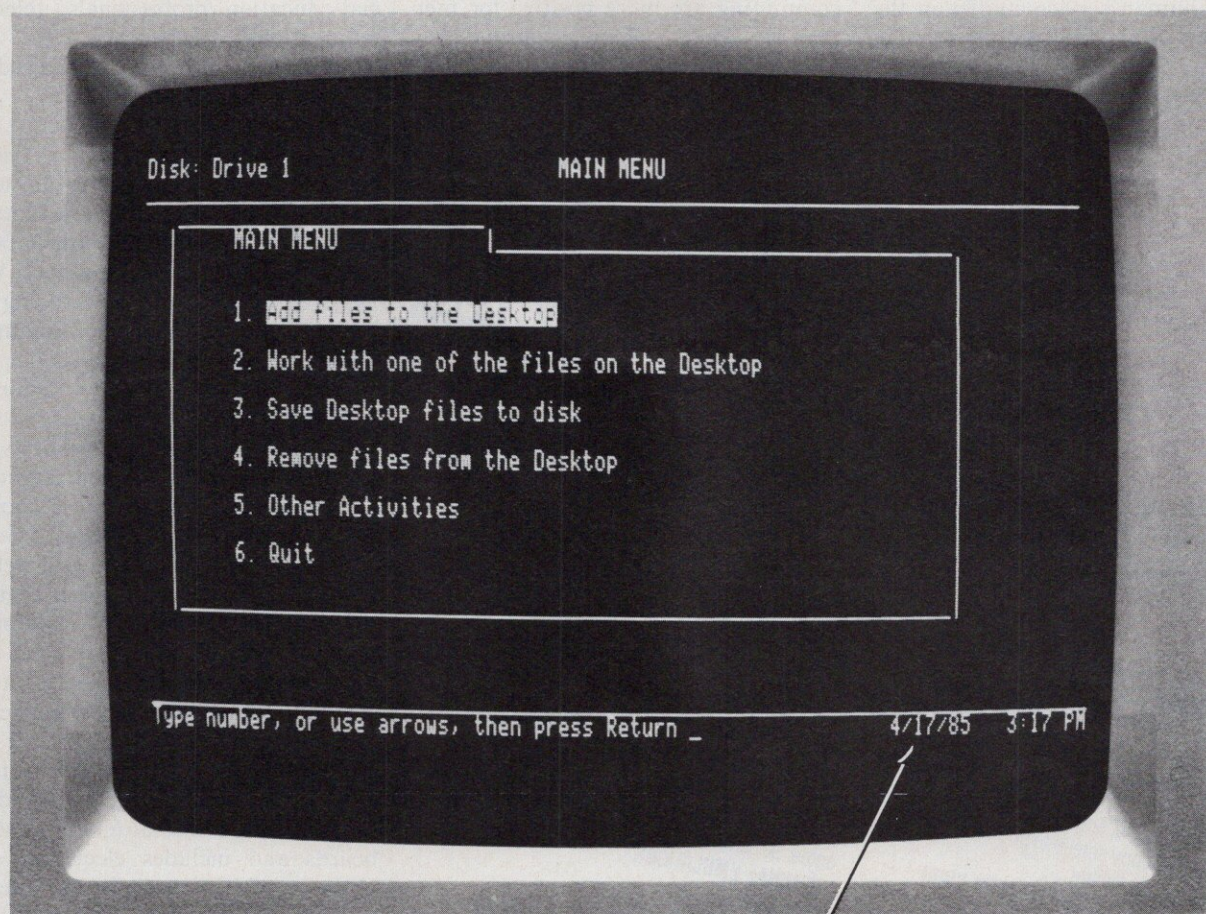 Disk: Drive 1 MAIN MENU
MAIN MENU
1. Add files to the Desktop
2. Work with one of the files on the Desktop
3. Save Desktop files to disk
4. Remove files from the Desktop
5. Other Activities
6. Quit
Type number, or use arrows, then press Return _ 4/17/85 3:17 PM